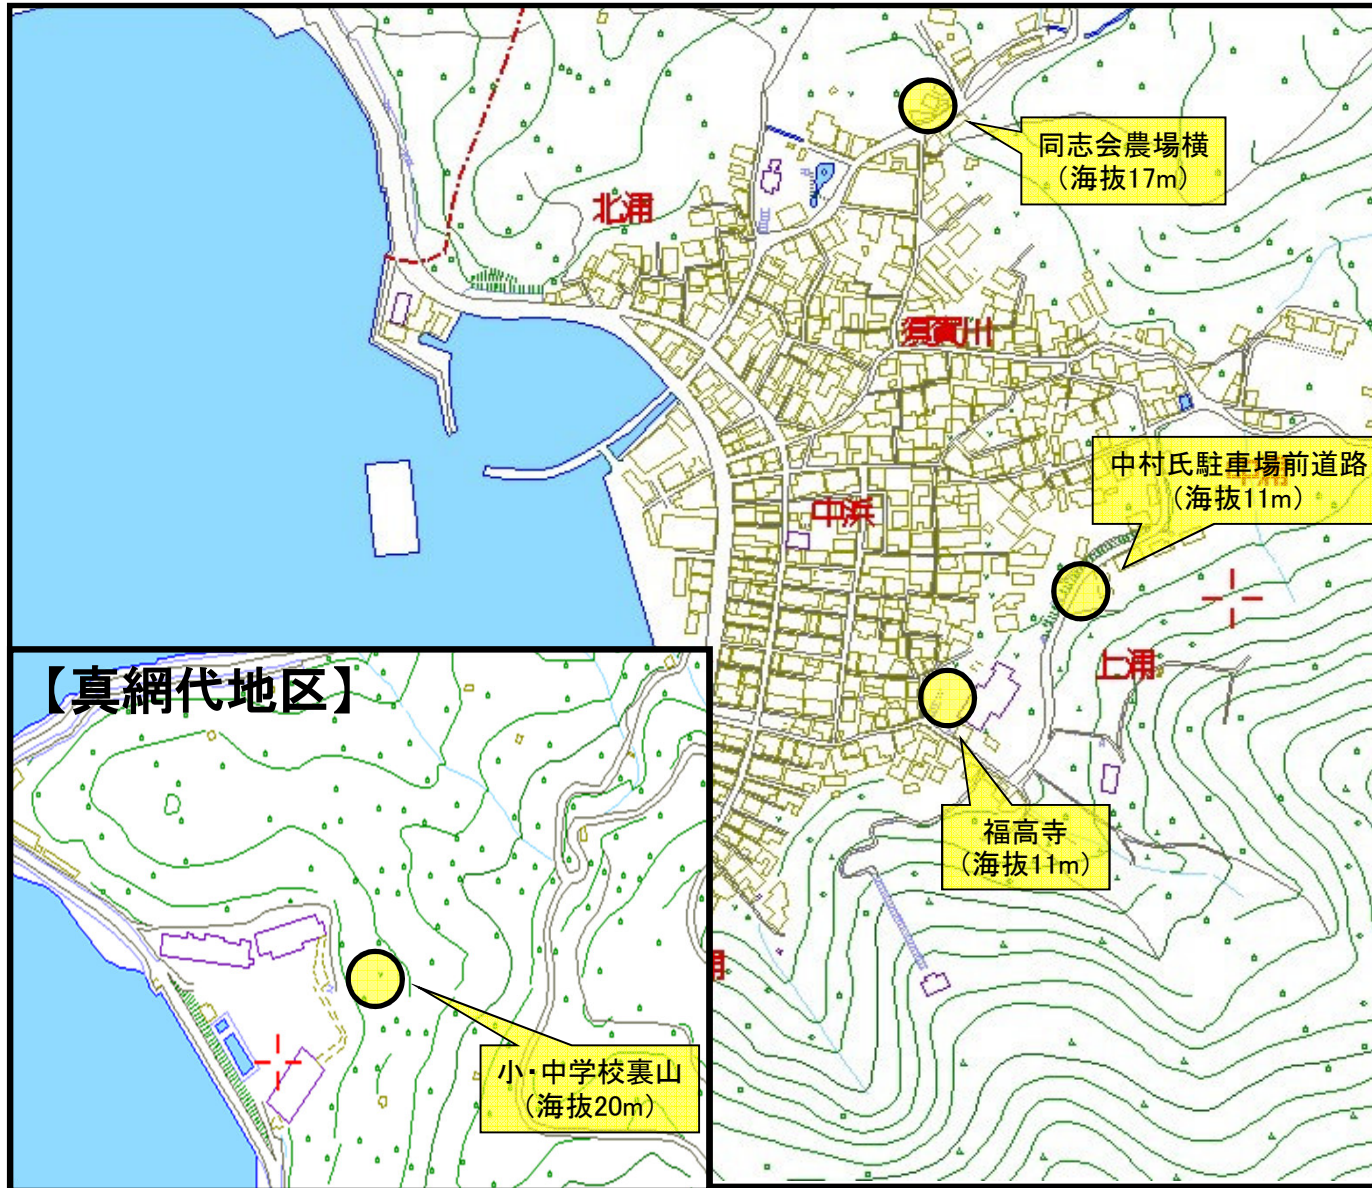 同志会農場横
（海抜17m）
北浦
須賀川
中村氏駐車場前道路
（海抜11m）
中浜
上浦
【真網代地区】
福高寺
（海抜11m）
小・中学校裏山
（海抜20m）